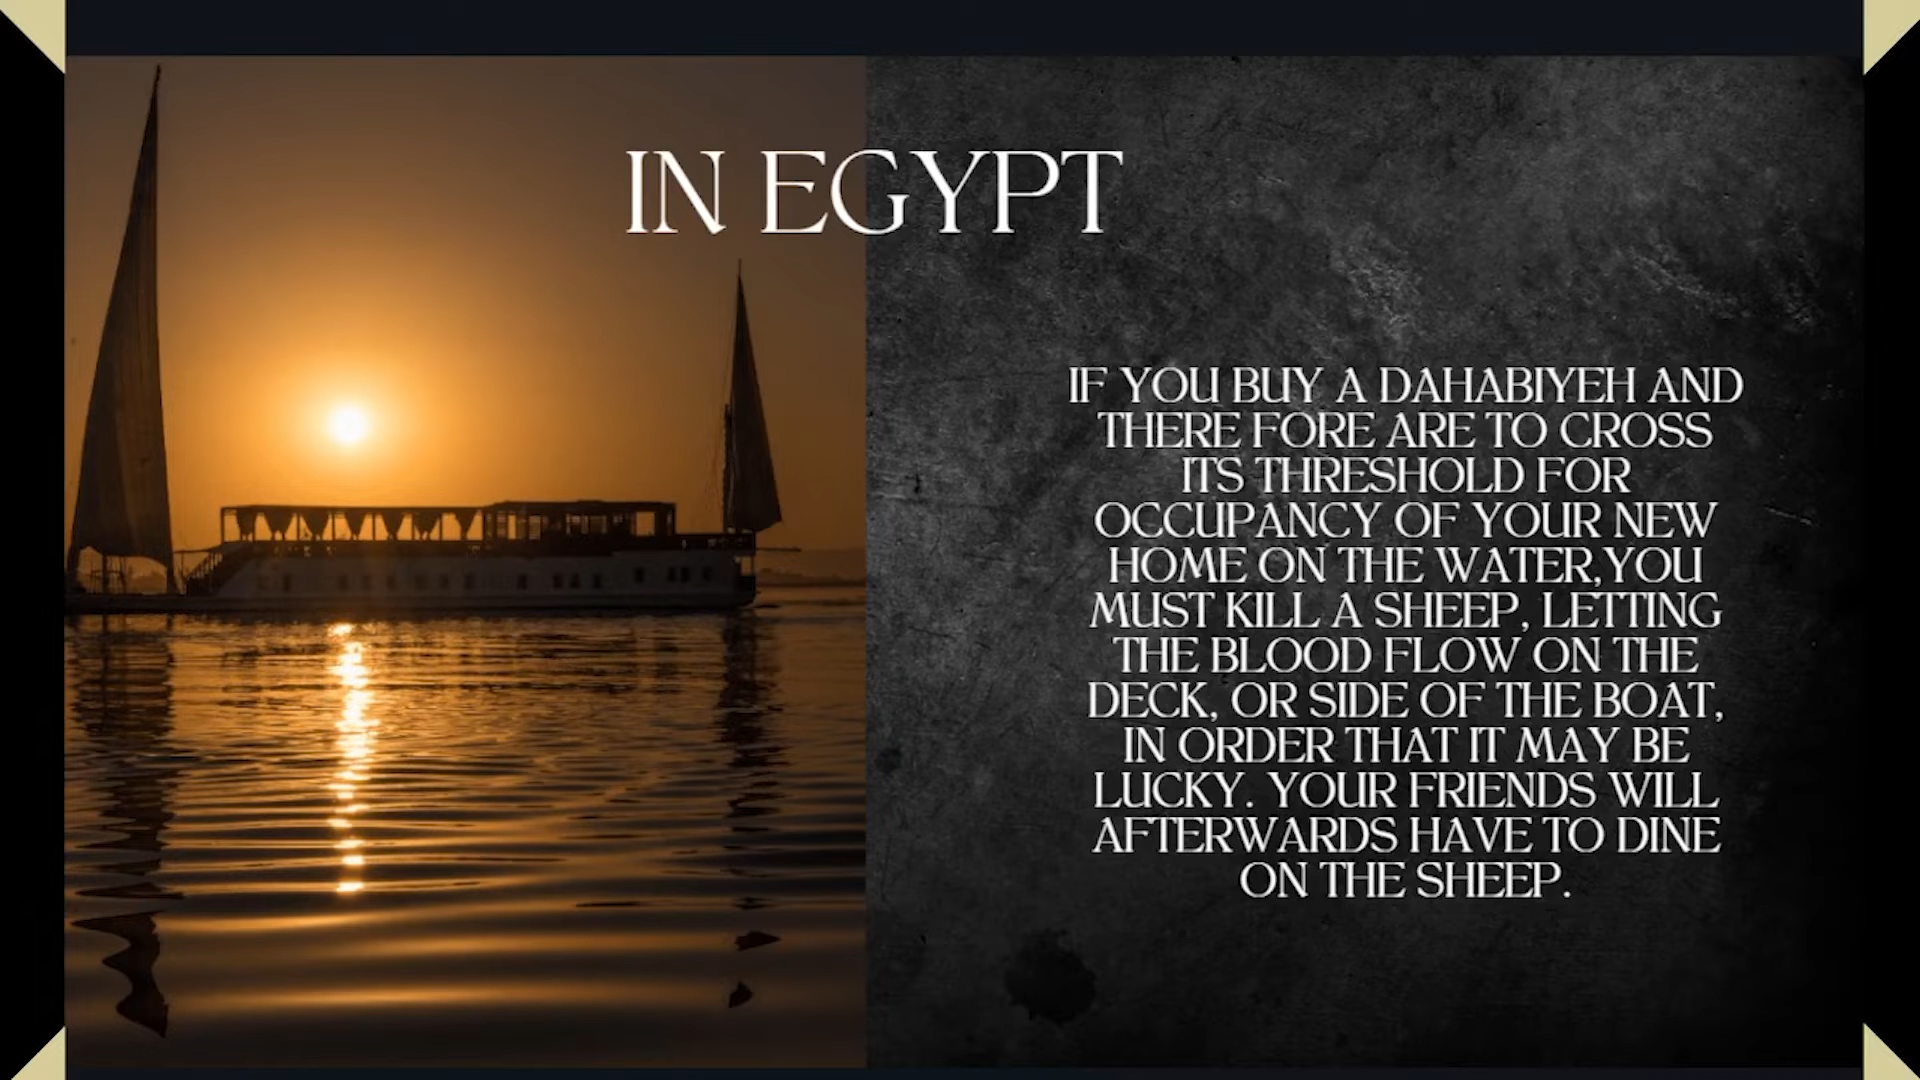 IN EGYPT
IF YOU BUY A DAHABIYEH AND
THERE FORE ARE TO CROSS
ITS THRESHOLD FOR
OCCUPANCY OF YOUR NEW
HOME ON THE WATER,YOU
MUST KILL A SHEEP, LETTING
THE BLOOD FLOW ON THE
DECK, OR SIDE OF THE BOAT,
IN ORDER THAT IT MAY BE
LUCKY. YOUR FRIENDS WILL
AFTERWARDS HAVE TO DINE
ON THE SHEEP.